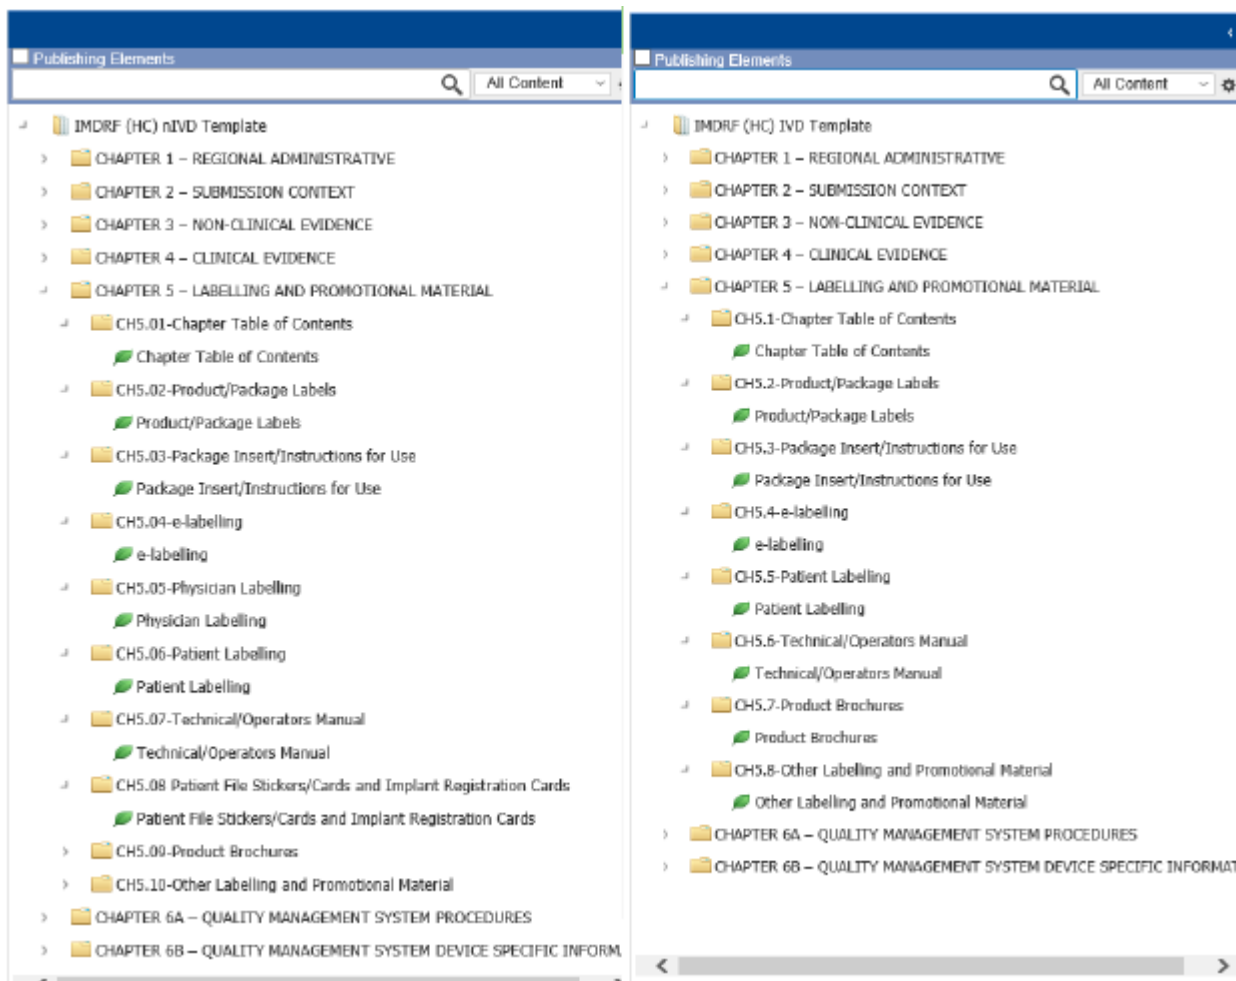 Publishing Elements
All Content
IMDRF (HC) nIVD Template
CHAPTER 1 – REGIONAL ADMINISTRATIVE
CHAPTER 2 – SUBMISSION CONTEXT
CHAPTER 3 – NON-CLINICAL EVIDENCE
CHAPTER 4 – CLINICAL EVIDENCE
CHAPTER 5 – LABELLING AND PROMOTIONAL MATERIAL
CH5.01-Chapter Table of Contents
Chapter Table of Contents
CH5.02-Product/Package Labels
Product/Package Labels
CH5.03-Package Insert/Instructions for Use
Package Insert/Instructions for Use
CH5.04-e-labelling
e-labelling
CH5.05-Physician Labelling
Physician Labelling
CH5.06-Patient Labelling
Patient Labelling
CH5.07-Technical/Operators Manual
Technical/Operators Manual
CH5.08 Patient File Stickers/Cards and Implant Registration Cards
Patient File Stickers/Cards and Implant Registration Cards
CH5.09-Product Brochures
CH5.10-Other Labelling and Promotional Material
CHAPTER 6A – QUALITY MANAGEMENT SYSTEM PROCEDURES
CHAPTER 6B – QUALITY MANAGEMENT SYSTEM DEVICE SPECIFIC INFORM
Publishing Elements
All Content
IMDRF (HC) IVD Template
CHAPTER 1 – REGIONAL ADMINISTRATIVE
CHAPTER 2 – SUBMISSION CONTEXT
CHAPTER 3 – NON-CLINICAL EVIDENCE
CHAPTER 4 – CLINICAL EVIDENCE
CHAPTER 5 – LABELLING AND PROMOTIONAL MATERIAL
CH5.1-Chapter Table of Contents
Chapter Table of Contents
CH5.2-Product/Package Labels
Product/Package Labels
CH5.3-Package Insert/Instructions for Use
Package Insert/Instructions for Use
CH5.4-e-labelling
e-labelling
CH5.5-Patient Labelling
Patient Labelling
CH5.6-Technical/Operators Manual
Technical/Operators Manual
CH5.7-Product Brochures
Product Brochures
CH5.8-Other Labelling and Promotional Material
Other Labelling and Promotional Material
CHAPTER 6A – QUALITY MANAGEMENT SYSTEM PROCEDURES
CHAPTER 6B – QUALITY MANAGEMENT SYSTEM DEVICE SPECIFIC INFORMAT